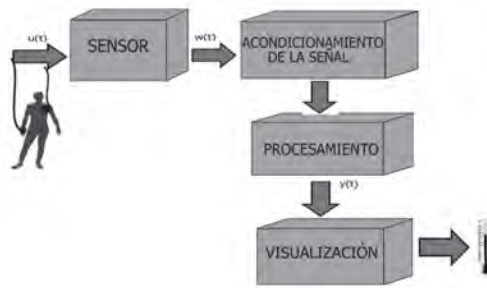 u(t)
SENSOR
w(t)
ACONDICIONAMIENTO
DE LA SEÑAL
PROCESAMIENTO
y(t)
VISUALIZACIÓN